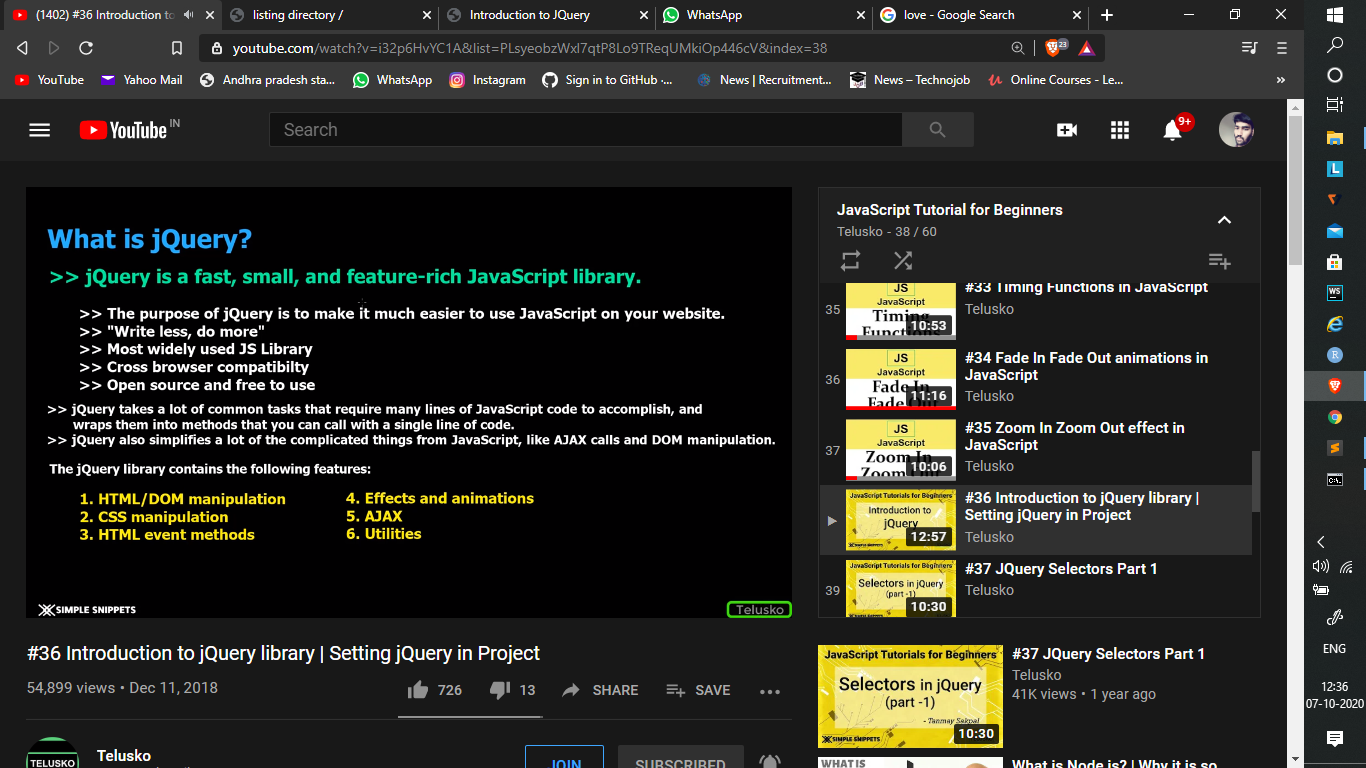 (1402) #36 Introduction to
listing directory /
Introduction to JQuery
WhatsApp
love - Google Search
youtube.com/watch?v=i32p6HvYC1A&list=PLsyeobzWxl7qtP8Lo9TReqUMkiOp446cV&index=38
23
YouTube
Yahoo Mail
Andhra pradesh sta...
WhatsApp
Instagram
Sign in to GitHub ·...
News | Recruitment...
News – Technojob
Online Courses - Le...
YouTube IN
Search
9+
What is jQuery?
>> jQuery is a fast, small, and feature-rich JavaScript library.
>> The purpose of jQuery is to make it much easier to use JavaScript on your website.
>> "Write less, do more"
>> Most widely used JS Library
>> Cross browser compatibilty
>> Open source and free to use
>> jQuery takes a lot of common tasks that require many lines of JavaScript code to accomplish, and
wraps them into methods that you can call with a single line of code.
>> jQuery also simplifies a lot of the complicated things from JavaScript, like AJAX calls and DOM manipulation.
The jQuery library contains the following features:
1. HTML/DOM manipulation
2. CSS manipulation
3. HTML event methods
4. Effects and animations
5. AJAX
6. Utilities
SIMPLE SNIPPETS
Telusko
#36 Introduction to jQuery library | Setting jQuery in Project
54,899 views • Dec 11, 2018
726
13
SHARE
SAVE
TELUSKO
Telusko
JOIN
SUBSCRIBED
JavaScript Tutorial for Beginners
Telusko - 38 / 60
35
JS
JavaScript
Timing
Functions
10:53
#33 Timing Functions in JavaScript
Telusko
36
JS
JavaScript
Fade In
Fade Out
11:16
#34 Fade In Fade Out animations in
JavaScript
Telusko
37
JS
JavaScript
Zoom In
Zoom Out
10:06
#35 Zoom In Zoom Out effect in
JavaScript
Telusko
JavaScript Tutorials for Beginners
Introduction to
jQuery
12:57
#36 Introduction to jQuery library |
Setting jQuery in Project
Telusko
39
JavaScript Tutorials for Beginners
Selectors in jQuery
(part -1)
10:30
#37 JQuery Selectors Part 1
Telusko
JavaScript Tutorials for Beginners
Selectors in jQuery
(part -1)
- Tanmay Sakpal
SIMPLE SNIPPETS
10:30
#37 JQuery Selectors Part 1
Telusko
41K views • 1 year ago
WHAT IS
What is Node js? | Why it is so
L
WS
R
S
C:\.
ENG
12:36
07-10-2020